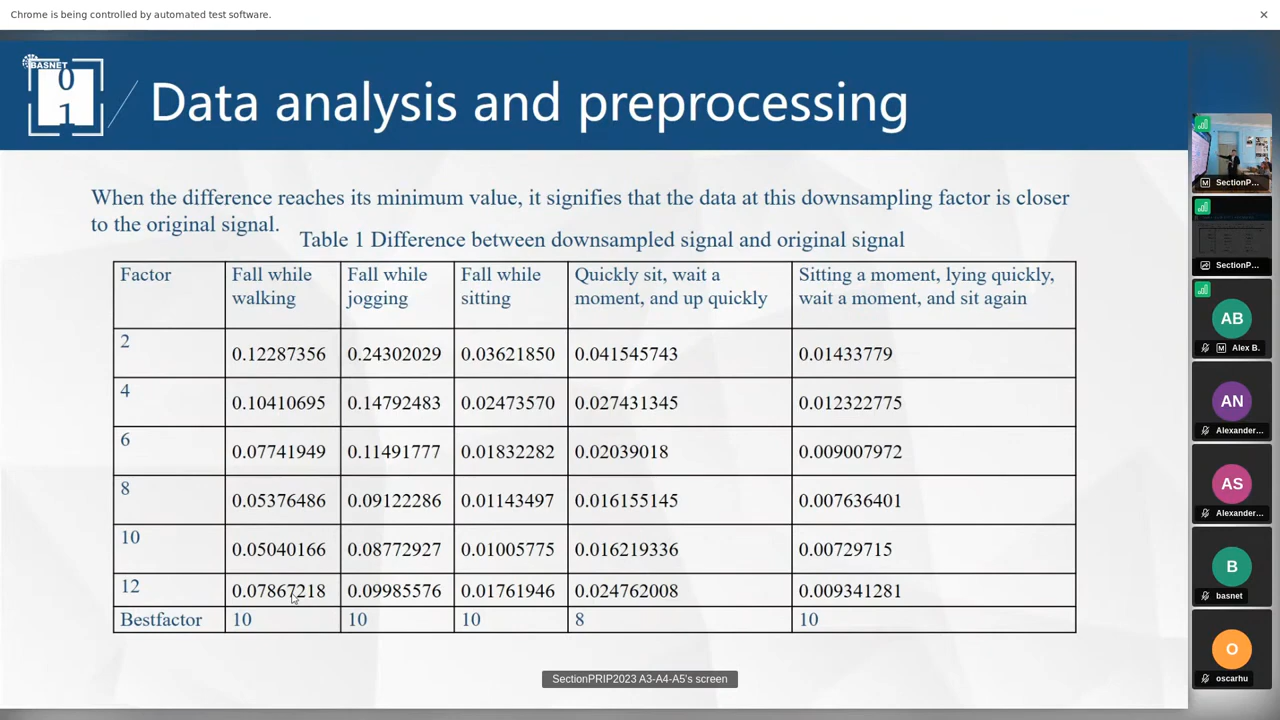 Chrome is being controlled by automated test software.
BASNET
01
Data analysis and preprocessing
When the difference reaches its minimum value, it signifies that the data at this downsampling factor is closer
to the original signal.
Table 1 Difference between downsampled signal and original signal
Factor Fall while walking Fall while jogging Fall while sitting Quickly sit, wait a moment, and up quickly Sitting a moment, lying quickly, wait a moment, and sit again
2 0.12287356 0.24302029 0.03621850 0.041545743 0.01433779
4 0.10410695 0.14792483 0.02473570 0.027431345 0.012322775
6 0.07741949 0.11491777 0.01832282 0.02039018 0.009007972
8 0.05376486 0.09122286 0.01143497 0.016155145 0.007636401
10 0.05040166 0.08772927 0.01005775 0.016219336 0.00729715
12 0.07867218 0.09985576 0.01761946 0.024762008 0.009341281
Bestfactor 10 10 10 8 10
SectionPRIP2023 A3-A4-A5's screen
SectionP...
SectionP...
AB
Alex B.
AN
Alexander...
AS
Alexander...
B
basnet
O
oscarhu